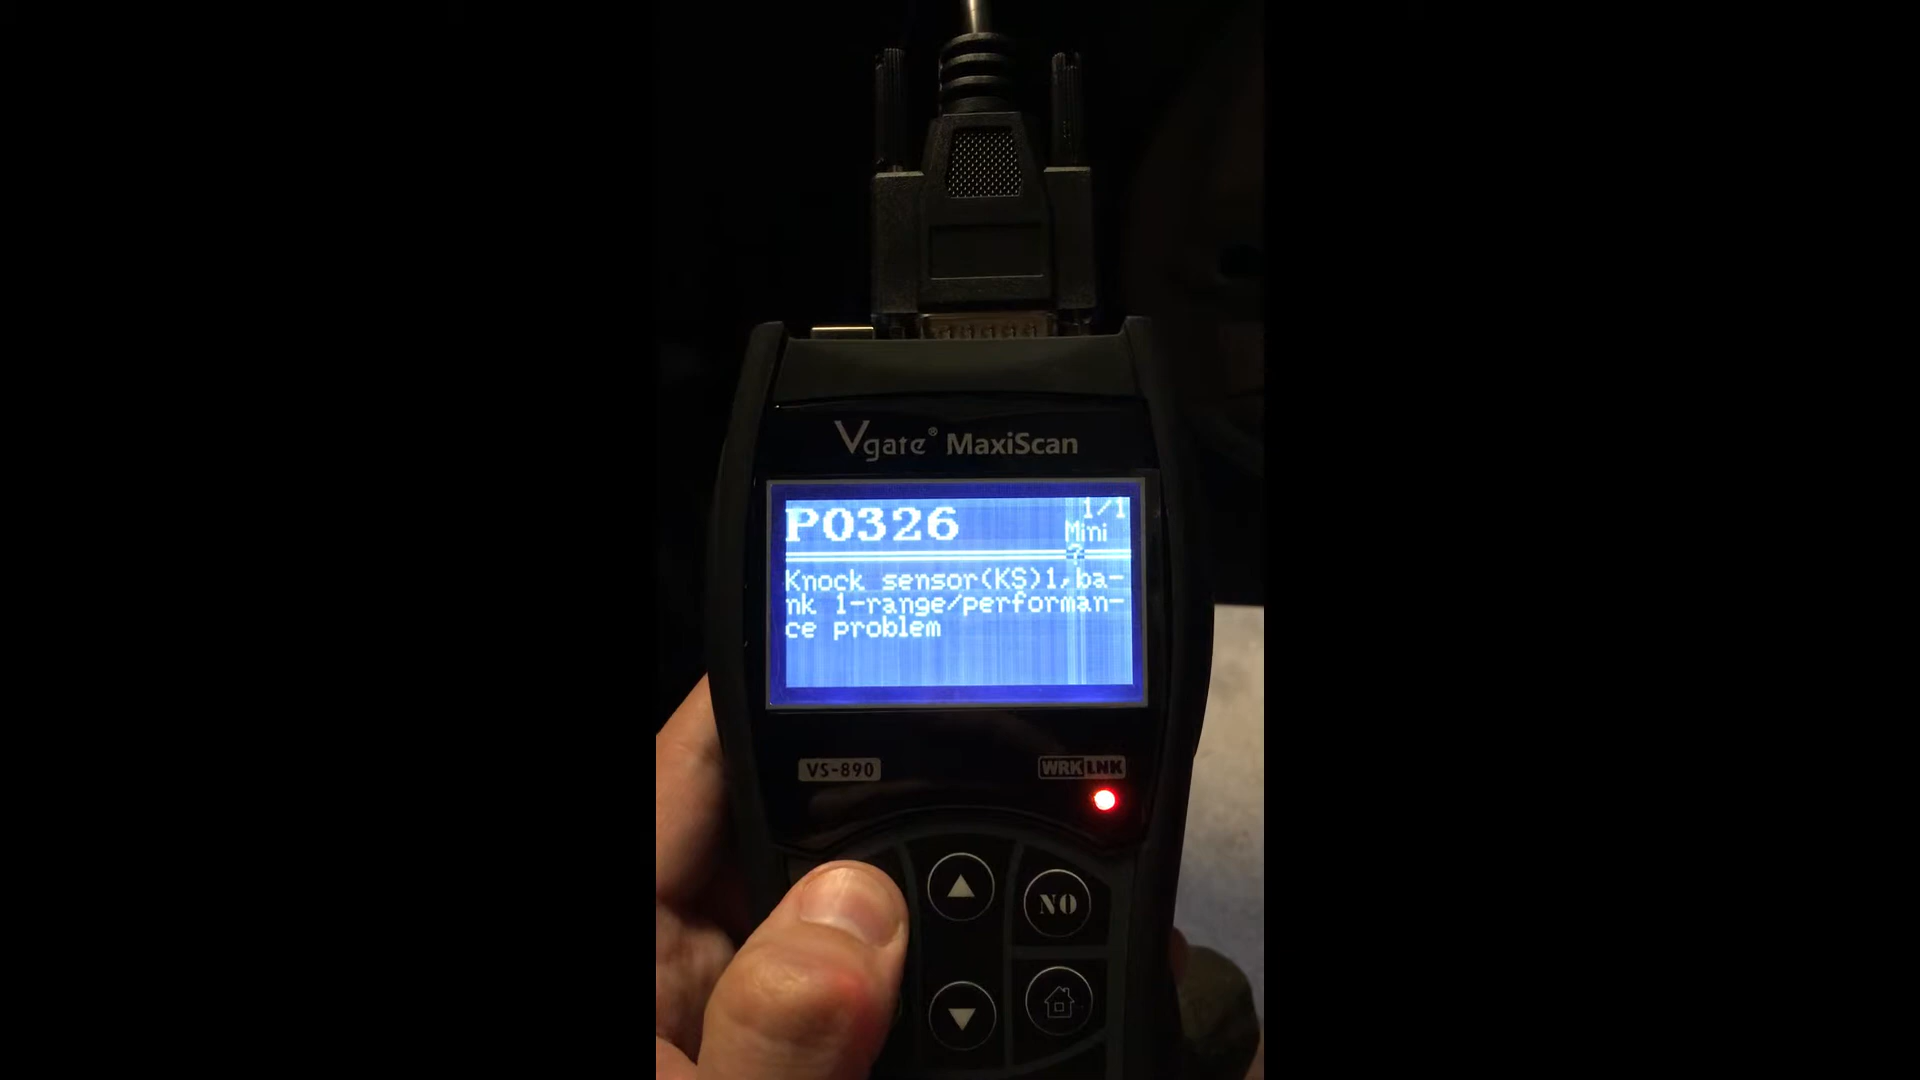 Vgate® MaxiScan
P0326
1/1
Mini
?
Knock sensor(KS)1,ba-
nk 1-range/performan-
ce problem
VS-890
WRK LNK
NO